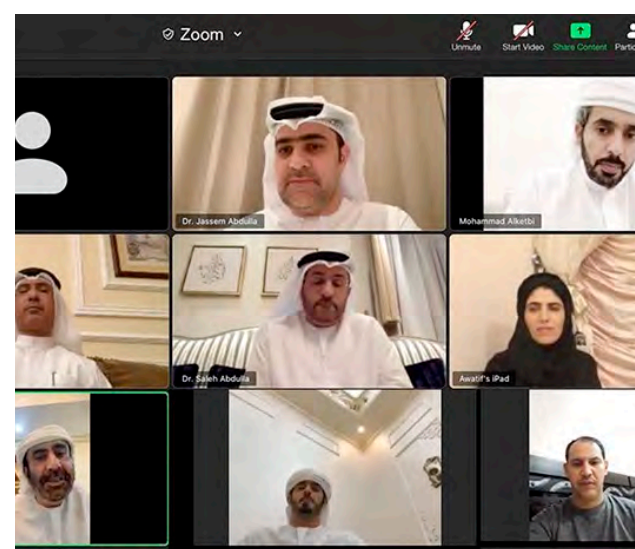 Zoom
Unmute
Start Video
Share Content
Dr. Jassem Abdulla
Mohammad Alketbi
Dr. Saleh Abdulla
Awatif's iPad